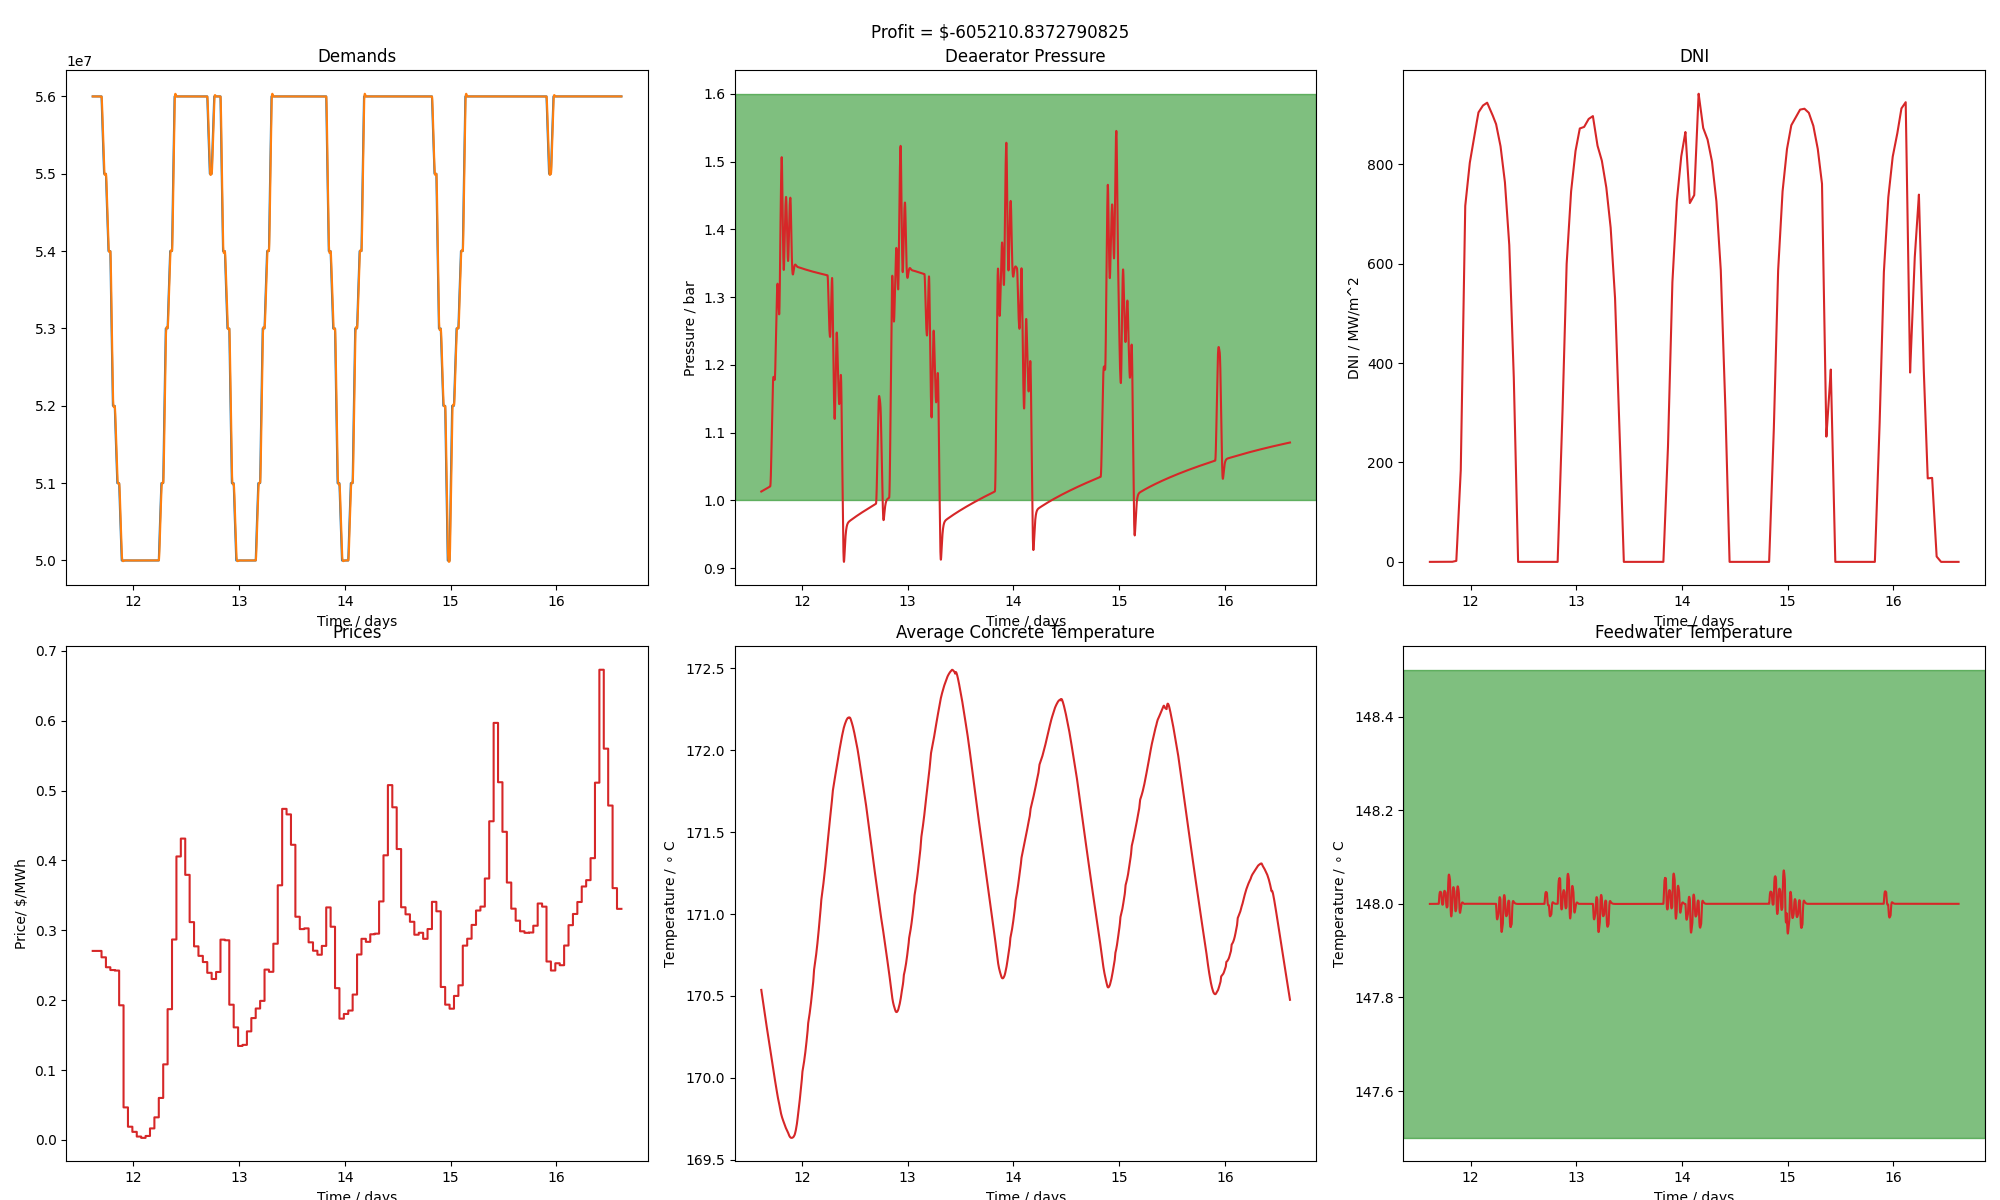 Profit = $-605210.8372790825
Demands
1e7
5.6
5.5
5.4
5.3
5.2
5.1
5.0
12 13 14 15 16
Time / days
Deaerator Pressure
Pressure / bar
1.6
1.5
1.4
1.3
1.2
1.1
1.0
0.9
12 13 14 15 16
Time / days
DNI
DNI / MW/m^2
800
600
400
200
0
12 13 14 15 16
Time / days
Prices
Price/ $/MWh
0.7
0.6
0.5
0.4
0.3
0.2
0.1
0.0
12 13 14 15 16
Time / days
Average Concrete Temperature
Temperature / ∘ C
172.5
172.0
171.5
171.0
170.5
170.0
169.5
12 13 14 15 16
Time / days
Feedwater Temperature
Temperature / ∘ C
148.4
148.2
148.0
147.8
147.6
12 13 14 15 16
Time / days